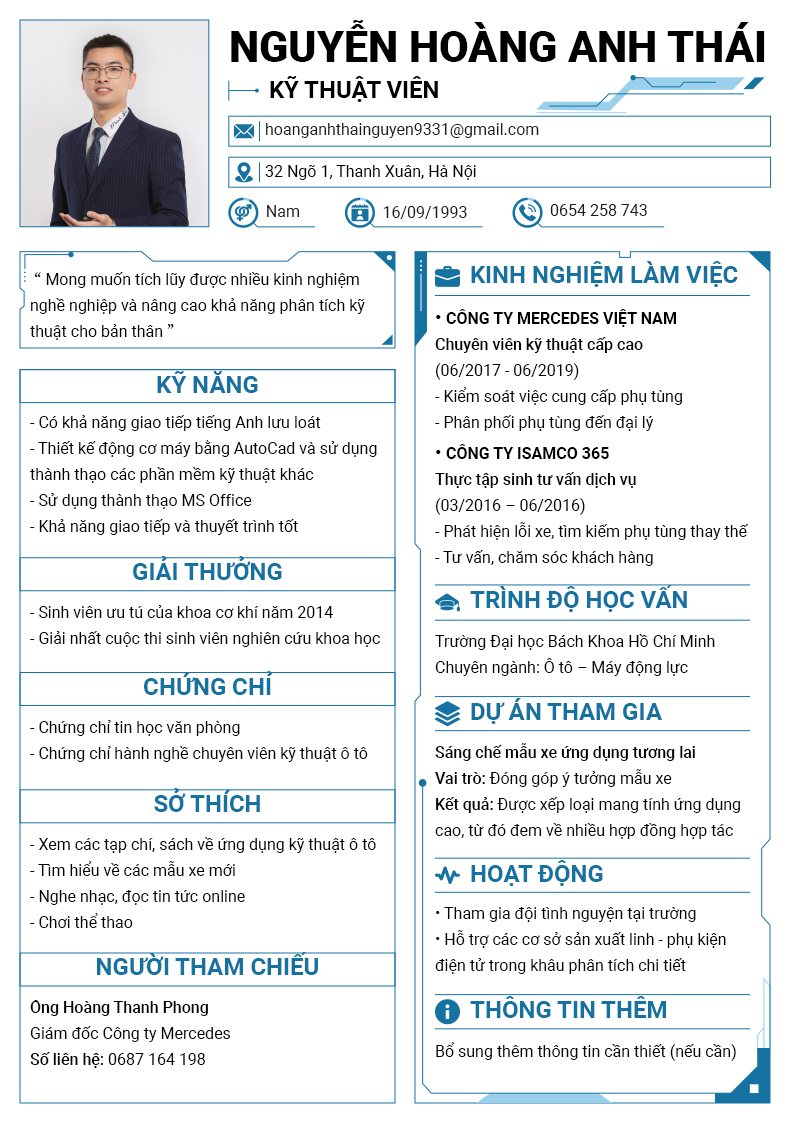 NGUYỄN HOÀNG ANH THÁI
KỸ THUẬT VIÊN
hoanganhthainguyen9331@gmail.com
32 Ngõ 1, Thanh Xuân, Hà Nội
Nam
16/09/1993
0654 258 743
“ Mong muốn tích lũy được nhiều kinh nghiệm
nghề nghiệp và nâng cao khả năng phân tích kỹ
thuật cho bản thân ”
KỸ NĂNG
- Có khả năng giao tiếp tiếng Anh lưu loát
- Thiết kế động cơ máy bằng AutoCad và sử dụng
thành thạo các phần mềm kỹ thuật khác
- Sử dụng thành thạo MS Office
- Khả năng giao tiếp và thuyết trình tốt
GIẢI THƯỞNG
- Sinh viên ưu tú của khoa cơ khí năm 2014
- Giải nhất cuộc thi sinh viên nghiên cứu khoa học
CHỨNG CHỈ
- Chứng chỉ tin học văn phòng
- Chứng chỉ hành nghề chuyên viên kỹ thuật ô tô
SỞ THÍCH
- Xem các tạp chí, sách về ứng dụng kỹ thuật ô tô
- Tìm hiểu về các mẫu xe mới
- Nghe nhạc, đọc tin tức online
- Chơi thể thao
NGƯỜI THAM CHIẾU
Ông Hoàng Thanh Phong
Giám đốc Công ty Mercedes
Số liên hệ: 0687 164 198
KINH NGHIỆM LÀM VIỆC
• CÔNG TY MERCEDES VIỆT NAM
Chuyên viên kỹ thuật cấp cao
(06/2017 - 06/2019)
- Kiểm soát việc cung cấp phụ tùng
- Phân phối phụ tùng đến đại lý
• CÔNG TY ISAMCO 365
Thực tập sinh tư vấn dịch vụ
(03/2016 – 06/2016)
- Phát hiện lỗi xe, tìm kiếm phụ tùng thay thế
- Tư vấn, chăm sóc khách hàng
TRÌNH ĐỘ HỌC VẤN
Trường Đại học Bách Khoa Hồ Chí Minh
Chuyên ngành: Ô tô – Máy động lực
DỰ ÁN THAM GIA
Sáng chế mẫu xe ứng dụng tương lai
Vai trò: Đóng góp ý tưởng mẫu xe
Kết quả: Được xếp loại mang tính ứng dụng
cao, từ đó đem về nhiều hợp đồng hợp tác
HOẠT ĐỘNG
• Tham gia đội tình nguyện tại trường
• Hỗ trợ các cơ sở sản xuất linh - phụ kiện
điện tử trong khâu phân tích chi tiết
THÔNG TIN THÊM
Bổ sung thêm thông tin cần thiết (nếu cần)